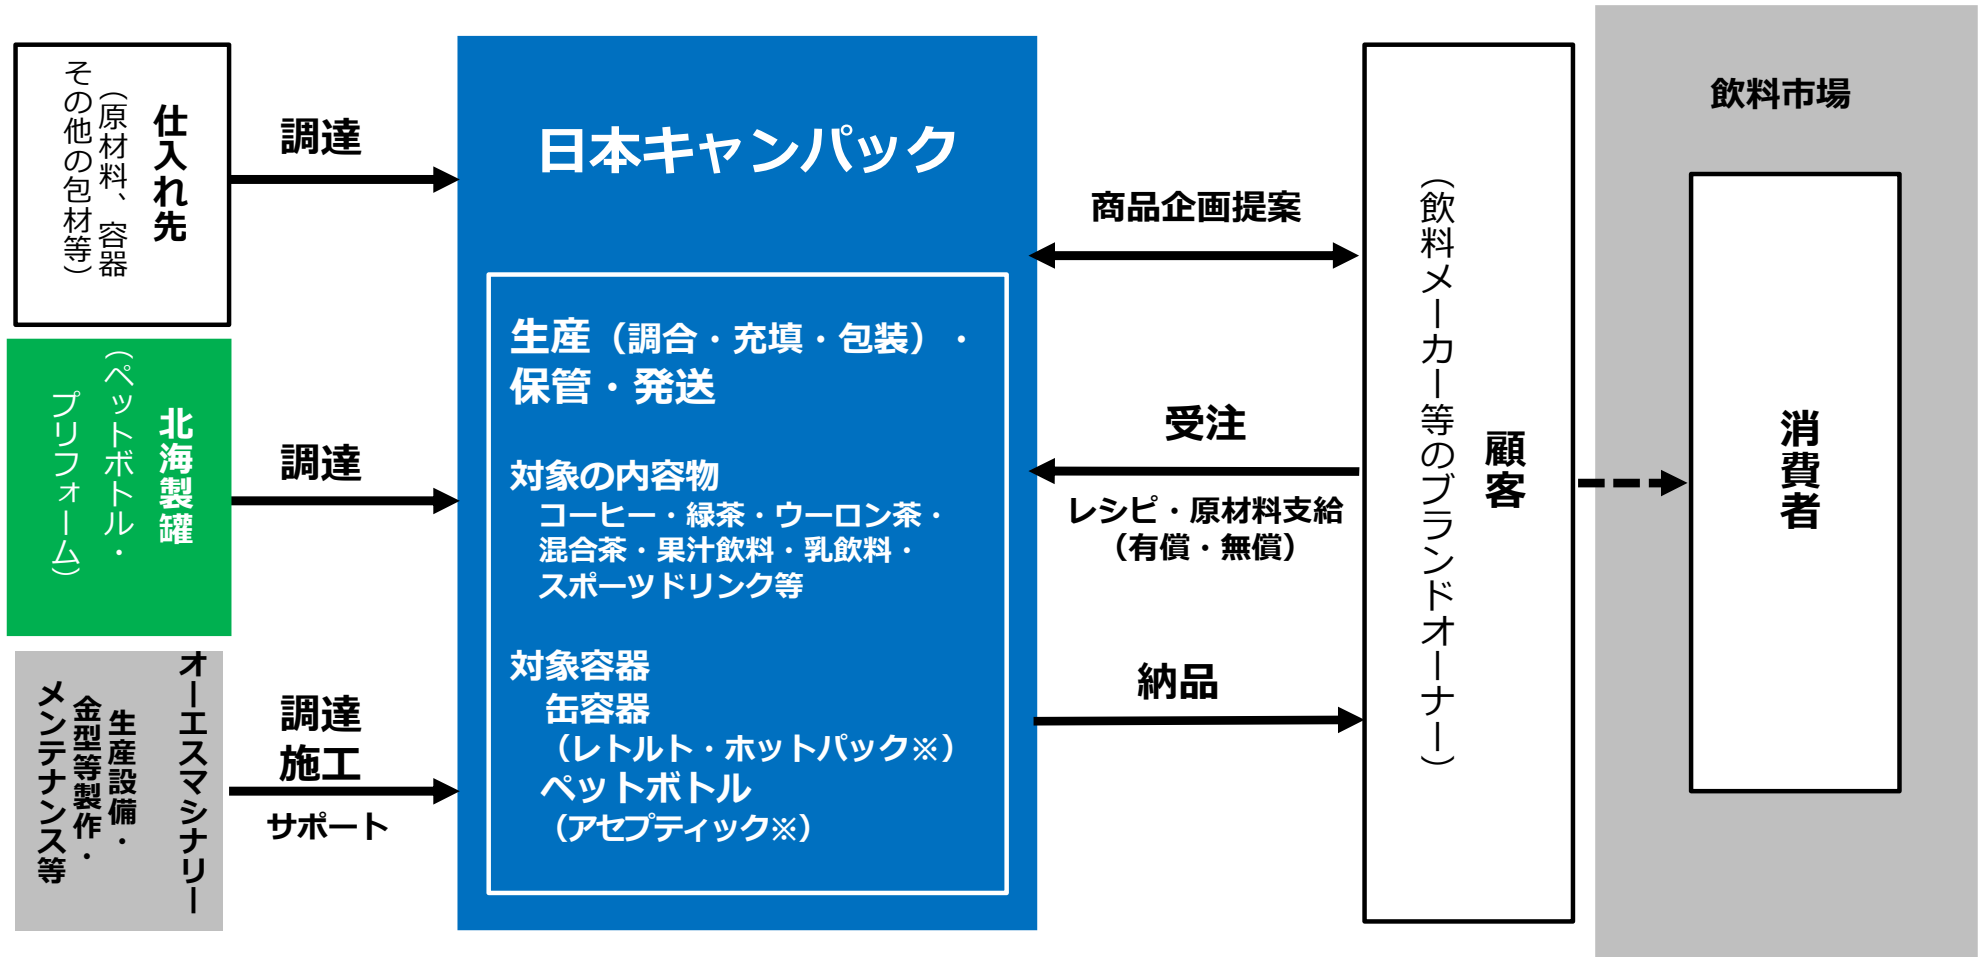 仕入れ先
（原材料、容器
その他の包材等）
調達
北海製罐
（ペットボトル・
プリフォーム）
調達
オーエスマシナリー
生産設備・
金型等製作・
メンテナンス等
調達
施工
サポート
日本キャンパック
生産（調合・充填・包装）・
保管・発送
対象の内容物
コーヒー・緑茶・ウーロン茶・
混合茶・果汁飲料・乳飲料・
スポーツドリンク等
対象容器
缶容器
（レトルト・ホットパック※）
ペットボトル
（アセプティック※）
商品企画提案
受注
レシピ・原材料支給
（有償・無償）
納品
顧客
（飲料メーカー等のブランドオーナー）
飲料市場
消費者